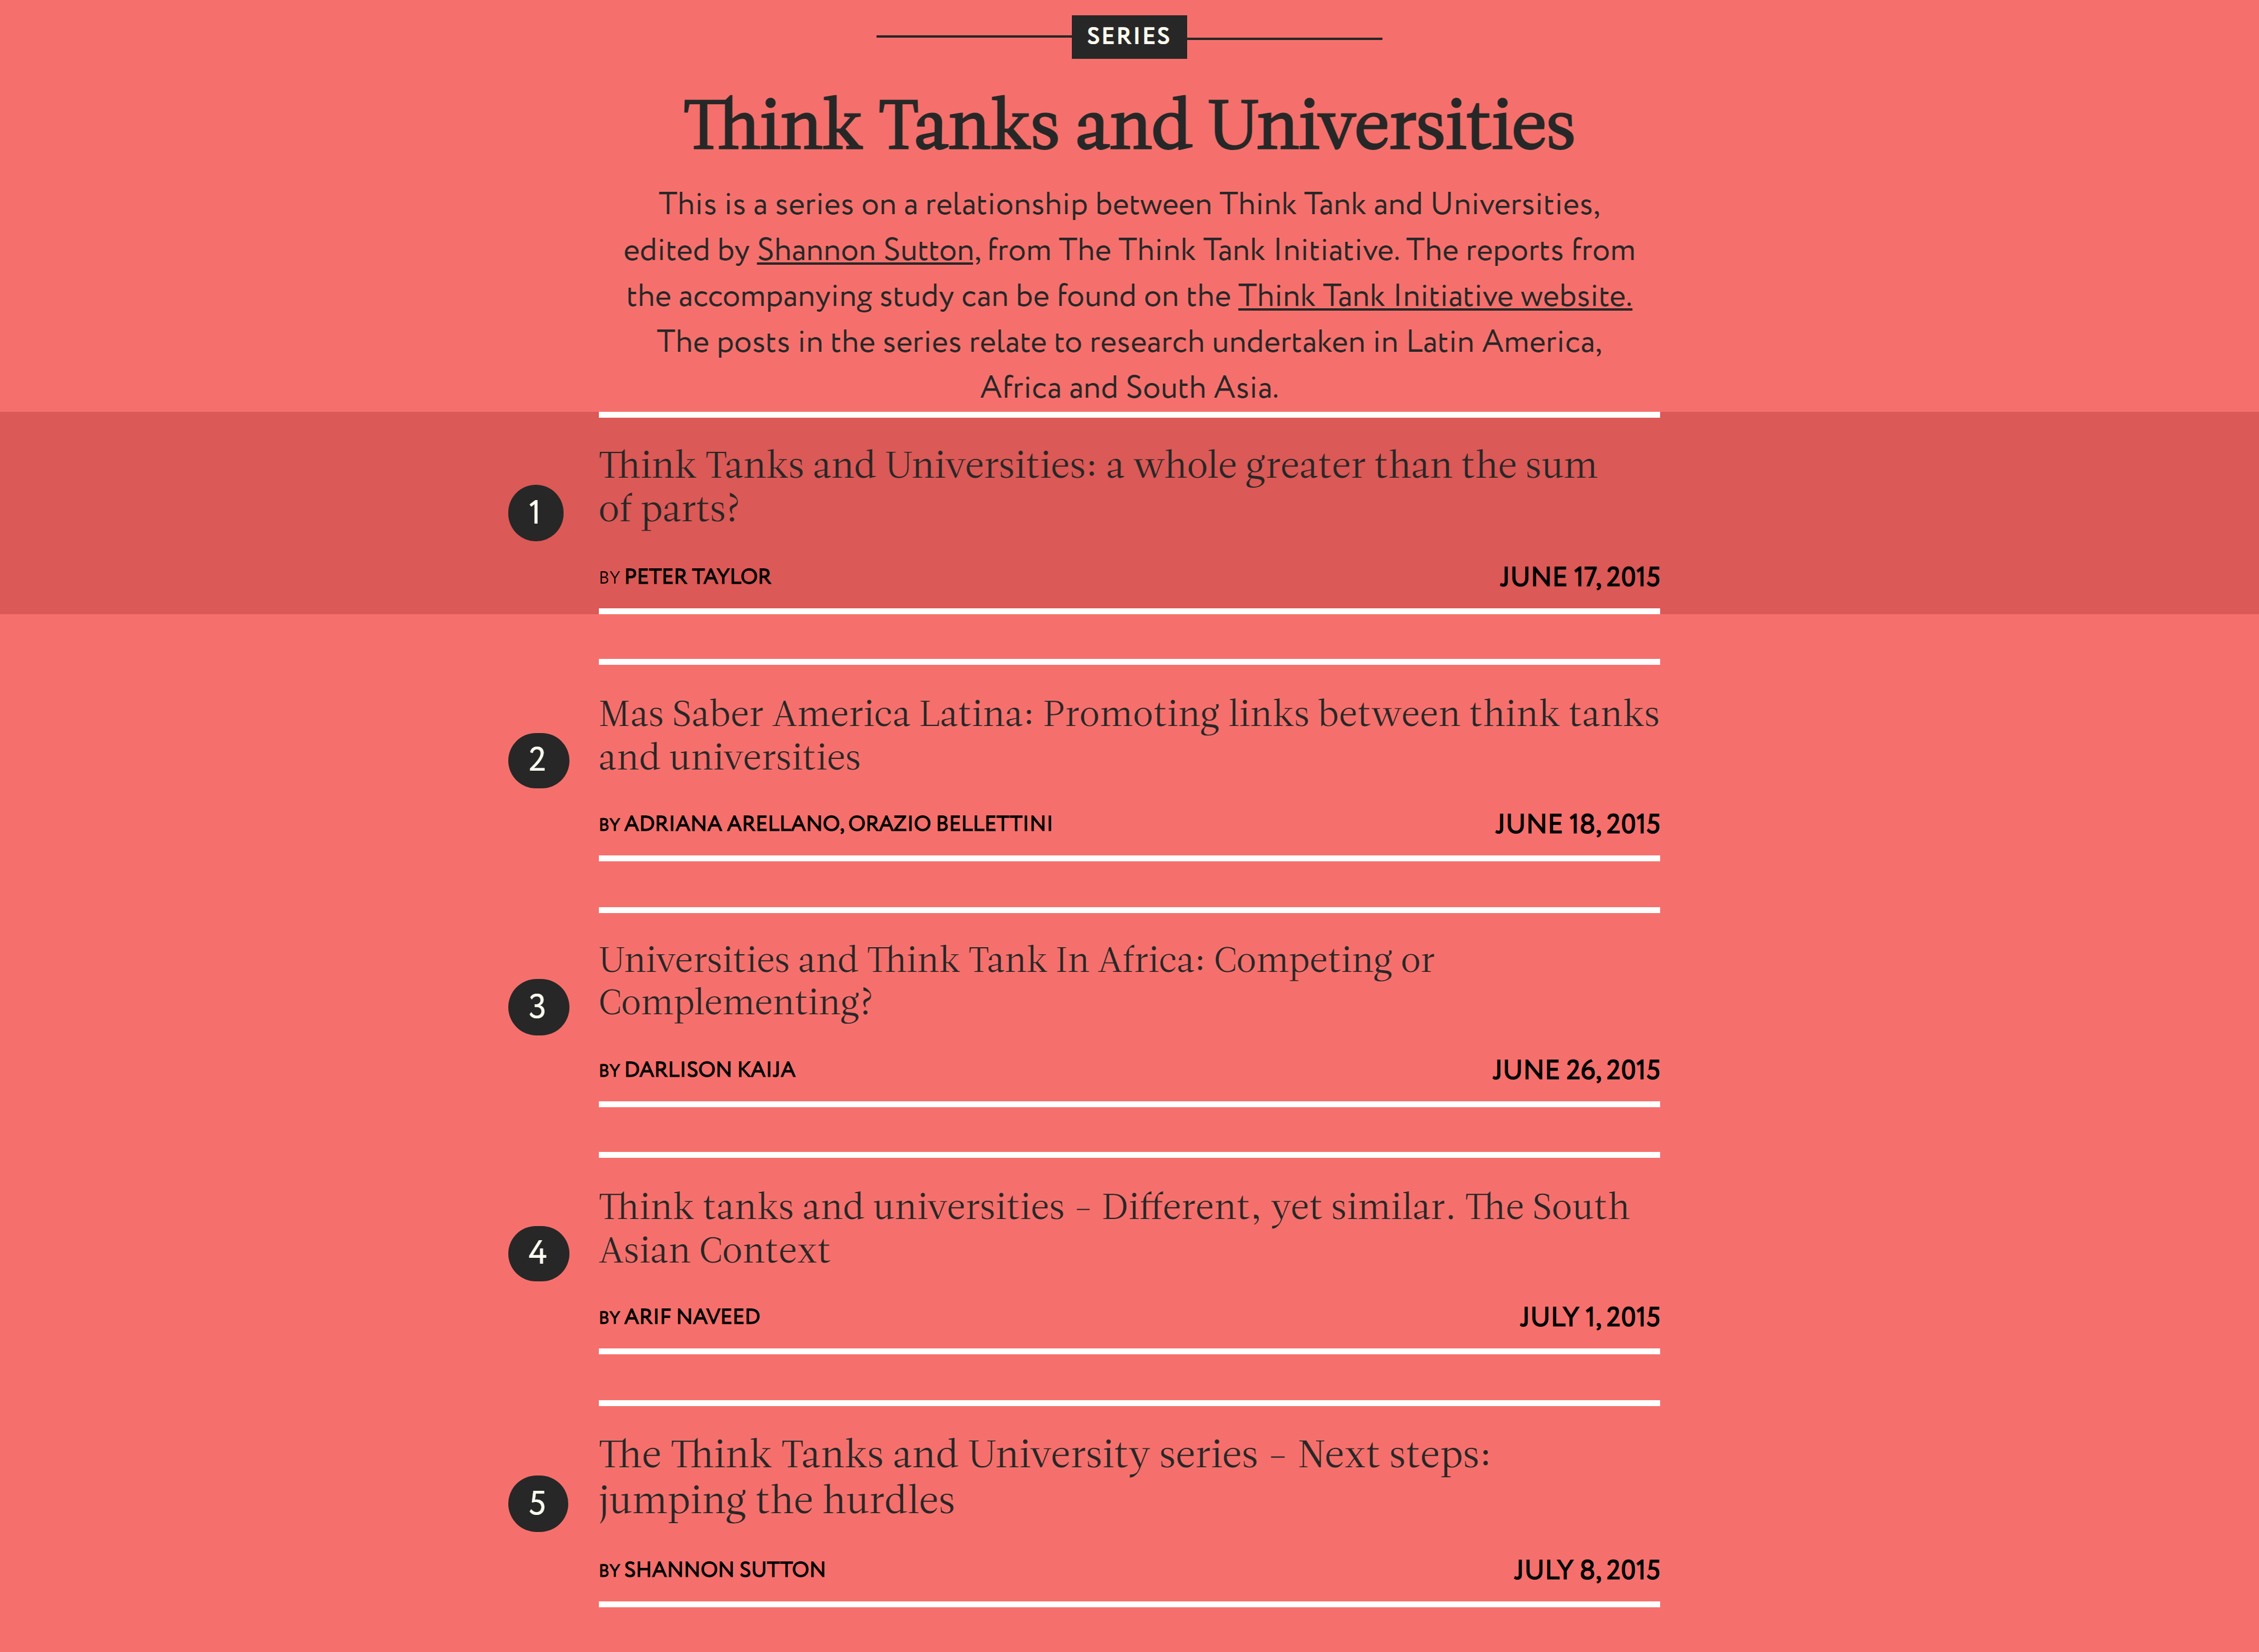 SERIES
Think Tanks and Universities
This is a series on a relationship between Think Tank and Universities,
edited by Shannon Sutton, from The Think Tank Initiative. The reports from
the accompanying study can be found on the Think Tank Initiative website.
The posts in the series relate to research undertaken in Latin America,
Africa and South Asia.
1
Think Tanks and Universities: a whole greater than the sum
of parts?
BY PETER TAYLOR JUNE 17, 2015
2
Mas Saber America Latina: Promoting links between think tanks
and universities
BY ADRIANA ARELLANO, ORAZIO BELLETTINI JUNE 18, 2015
3
Universities and Think Tank In Africa: Competing or
Complementing?
BY DARLISON KAIJA JUNE 26, 2015
4
Think tanks and universities – Different, yet similar. The South
Asian Context
BY ARIF NAVEED JULY 1, 2015
5
The Think Tanks and University series – Next steps:
jumping the hurdles
BY SHANNON SUTTON JULY 8, 2015